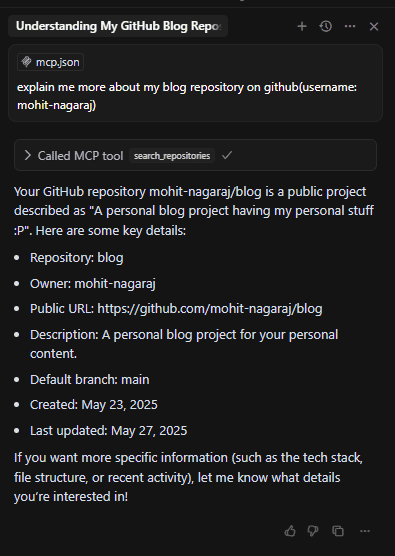 Understanding My GitHub Blog Repo
mcp.json
explain me more about my blog repository on github(username:
mohit-nagaraj)
Called MCP tool search_repositories
Your GitHub repository mohit-nagaraj/blog is a public project
described as "A personal blog project having my personal stuff
:P". Here are some key details:
• Repository: blog
• Owner: mohit-nagaraj
• Public URL: https://github.com/mohit-nagaraj/blog
• Description: A personal blog project for your personal
content.
• Default branch: main
• Created: May 23, 2025
• Last updated: May 27, 2025
If you want more specific information (such as the tech stack,
file structure, or recent activity), let me know what details
you’re interested in!